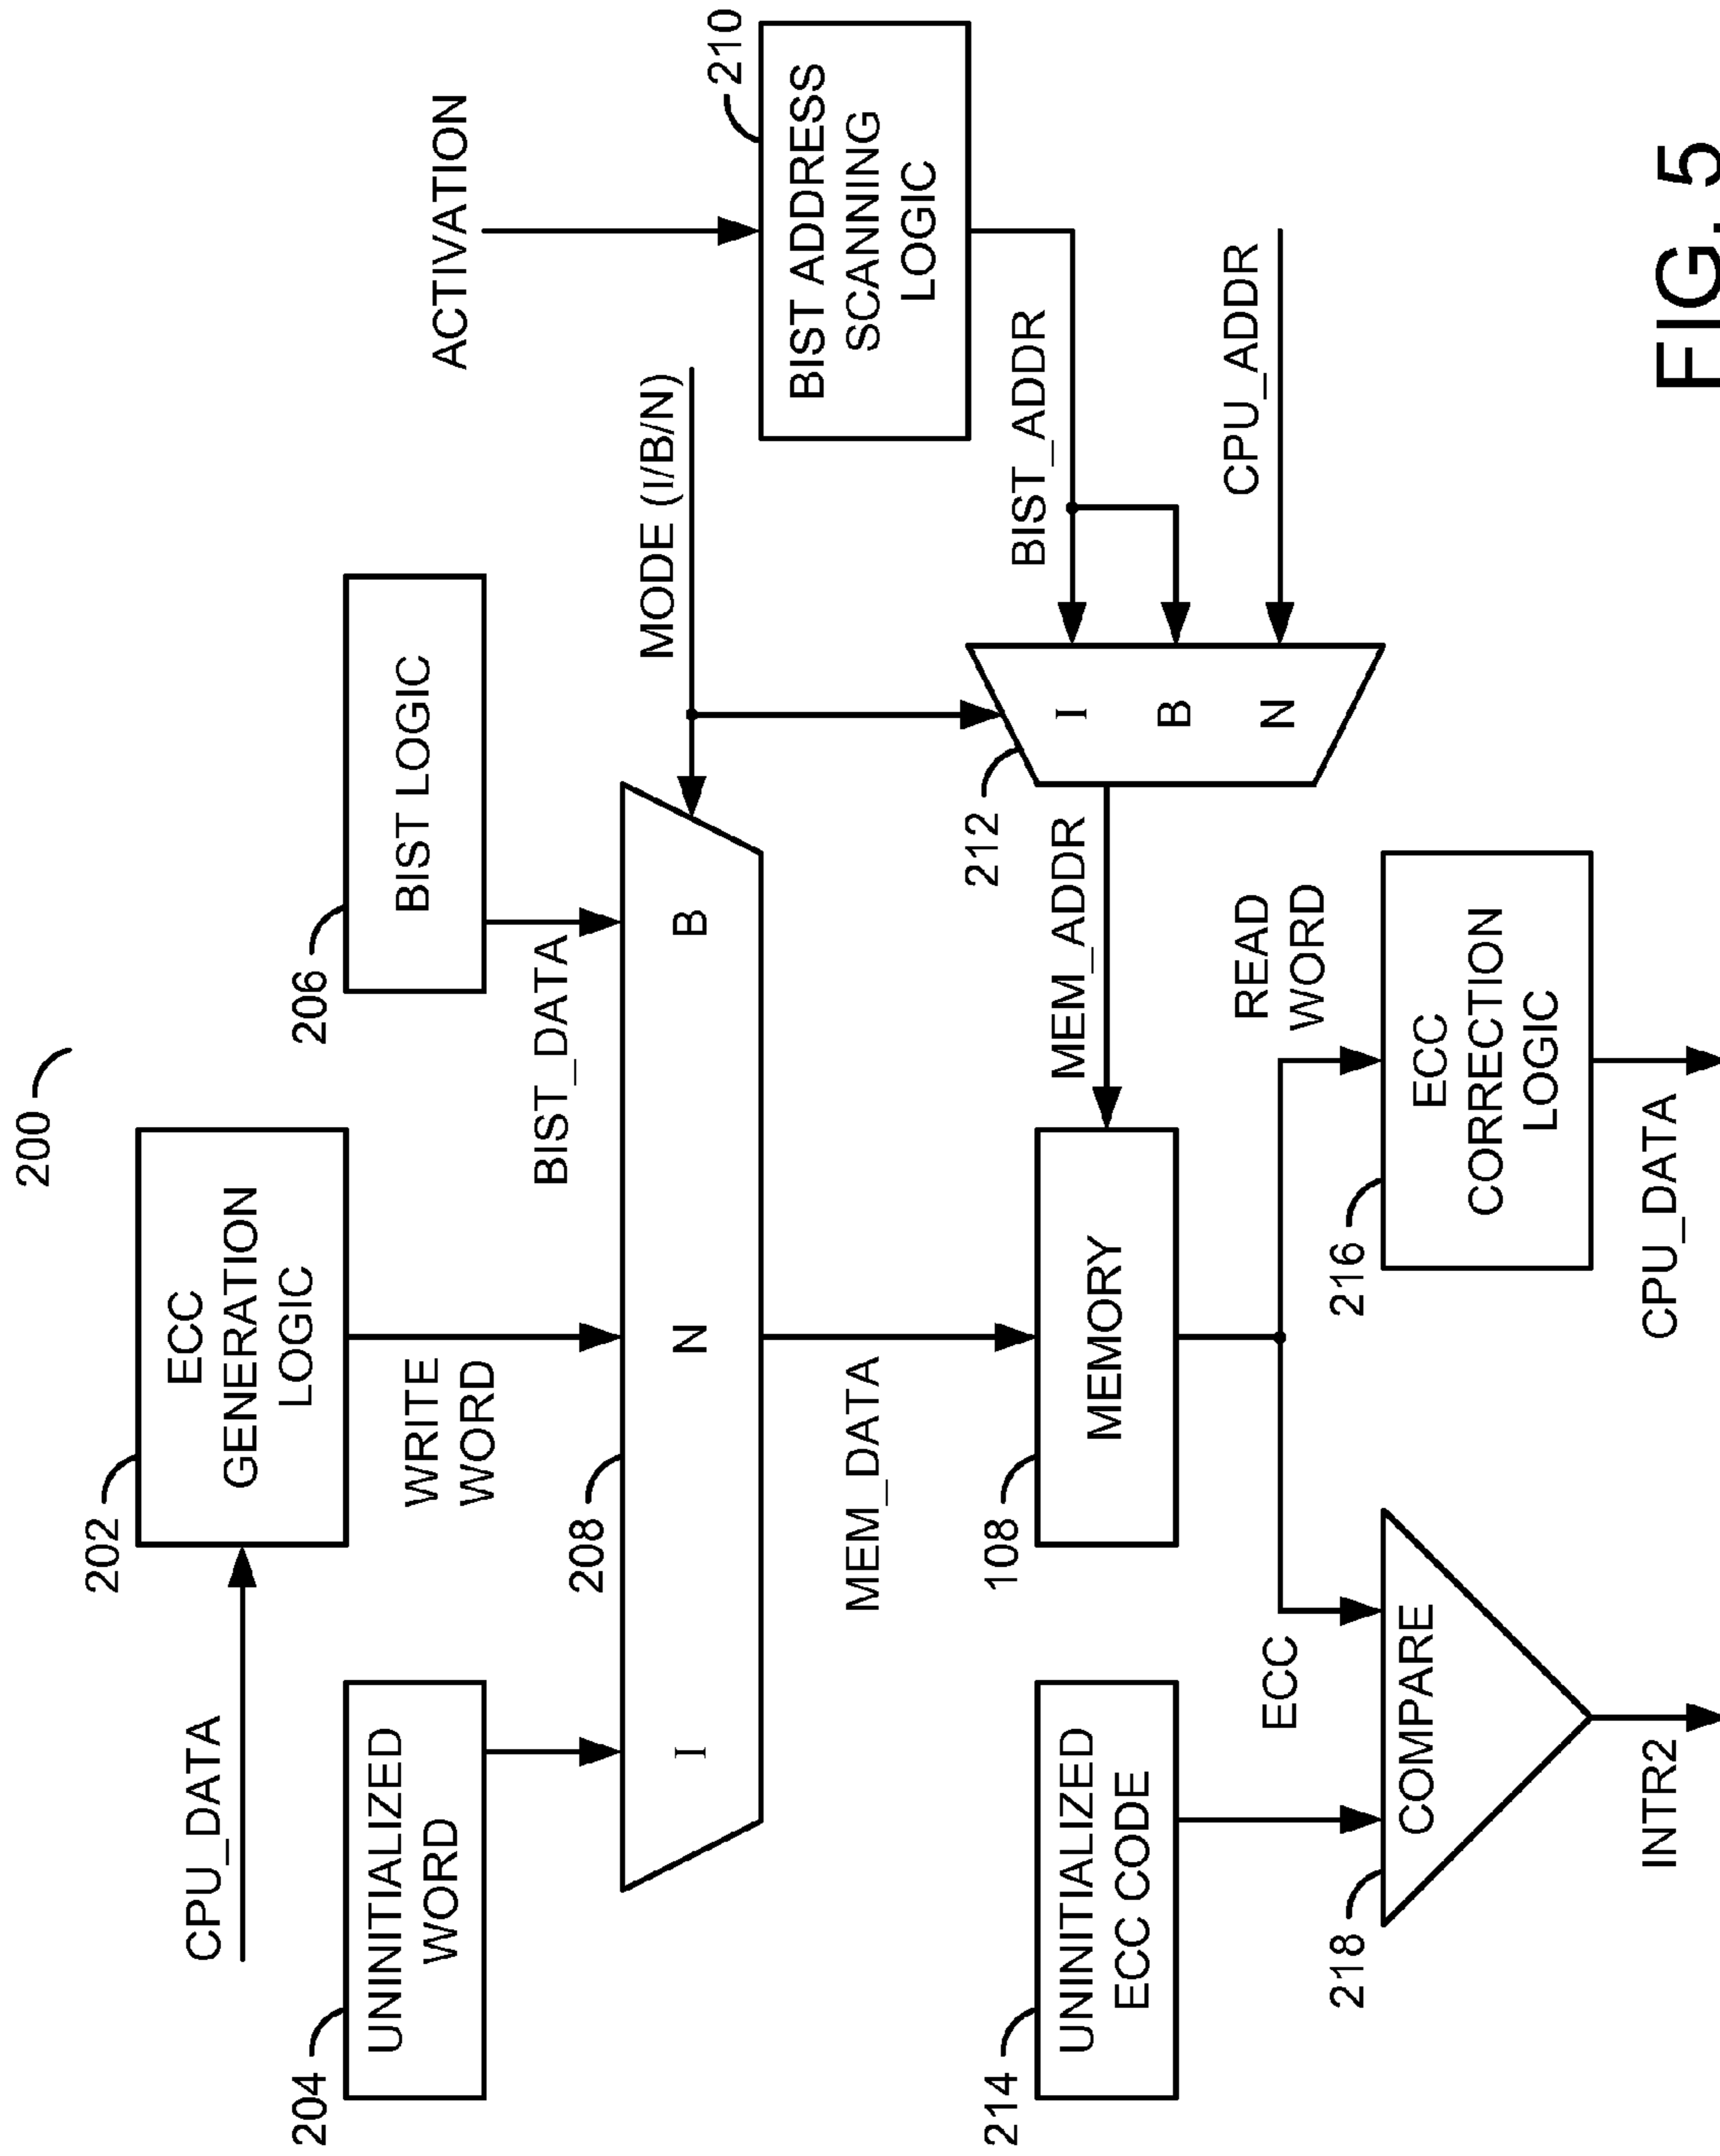 200
CPU_DATA
202
ECC
GENERATION
LOGIC
204
UNINITIALIZED
WORD
WRITE
WORD
206
BIST LOGIC
BIST_DATA
ACTIVATION
208
I
N
B
MODE (I/B/N)
210
BIST ADDRESS
SCANNING
LOGIC
MEM_DATA
BIST_ADDR
212
I
B
N
CPU_ADDR
MEM_ADDR
214
UNINITIALIZED
ECC CODE
108
MEMORY
ECC
READ
WORD
218
COMPARE
216
ECC
CORRECTION
LOGIC
INTR2
CPU_DATA
FIG. 5